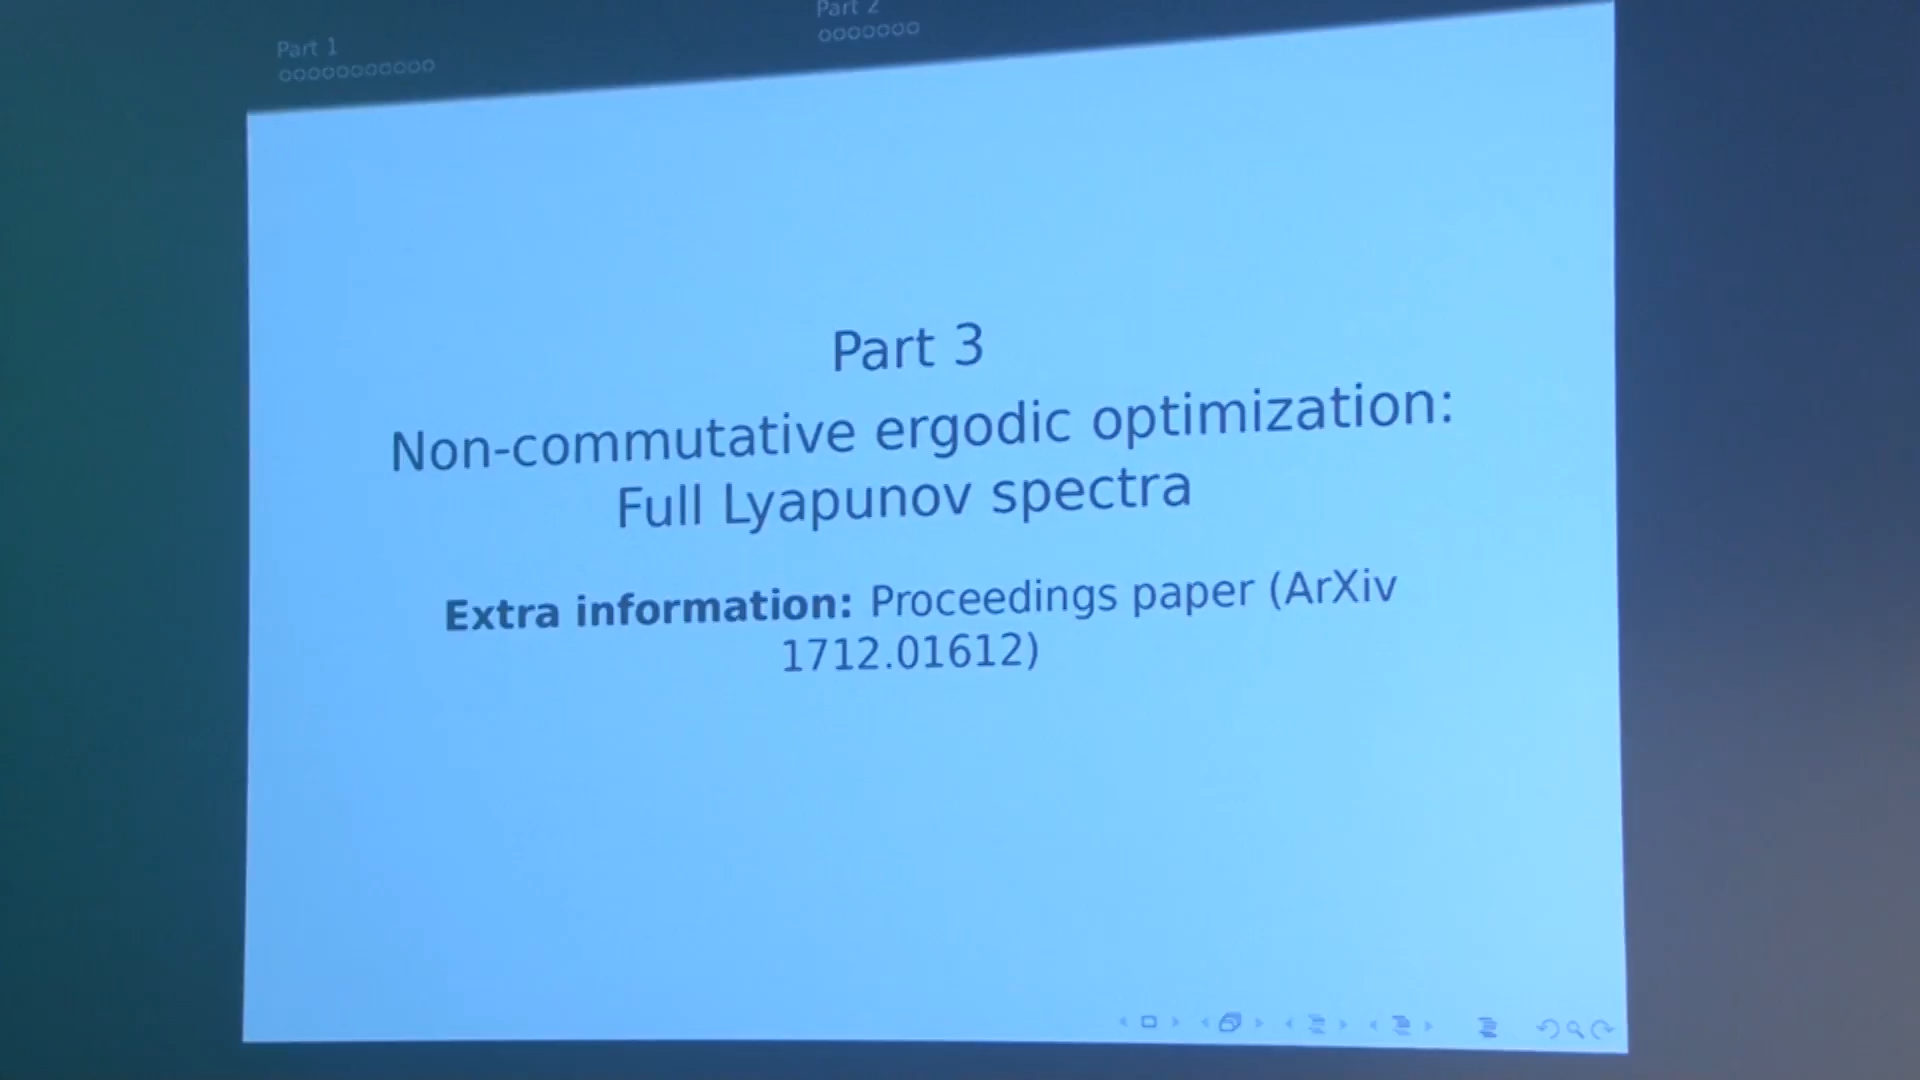 Part 1
Part 2
Part 3
Non-commutative ergodic optimization:
Full Lyapunov spectra
Extra information: Proceedings paper (ArXiv
1712.01612)